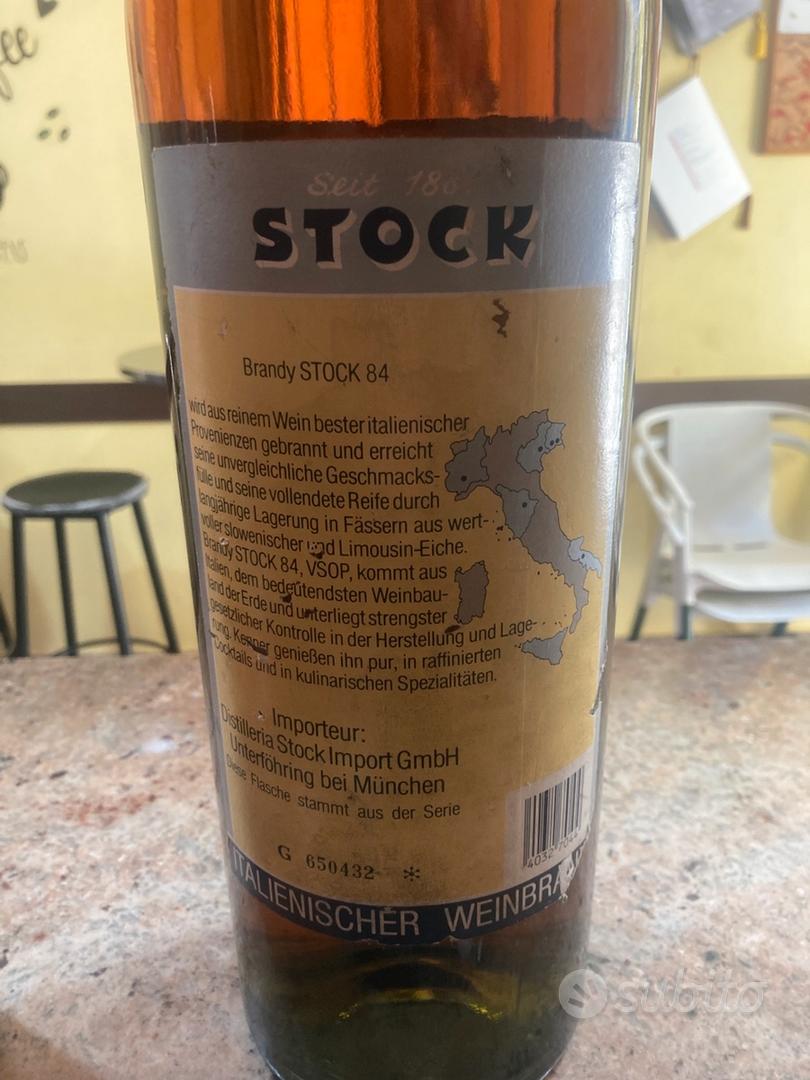 Seit 18
STOCK
Brandy STOCK 84
wird aus reinem Wein bester italienischer
Provenienzen gebrannt und erreicht
seine unvergleichliche Geschmacks-
fülle und seine vollendete Reife durch
langjährige Lagerung in Fässern aus wert-
voller slowenischer und Limousin-Eiche.
Brandy STOCK 84, VSOP, kommt aus
Italien, dem bedeutendsten Weinbau-
land der Erde und unterliegt strengster
gesetzlicher Kontrolle in der Herstellung und Lage-
rung. Kenner genießen ihn pur, in raffinierten
Cocktails und in kulinarischen Spezialitäten.
Importeur:
Distilleria Stock Import GmbH
Unterföhring bei München
Diese Flasche stammt aus der Serie
G 650432 *
4032 704
ITALIENISCHER WEINBRA
subito